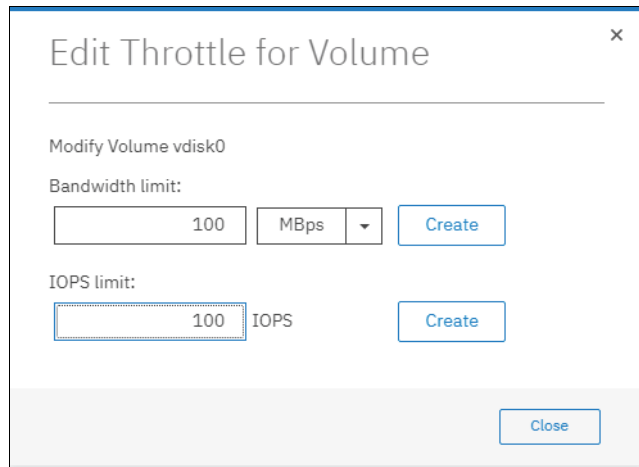 Edit Throttle for Volume
Modify Volume vdisk0
Bandwidth limit:
100 MBps Create
IOPS limit:
100 IOPS Create
Close